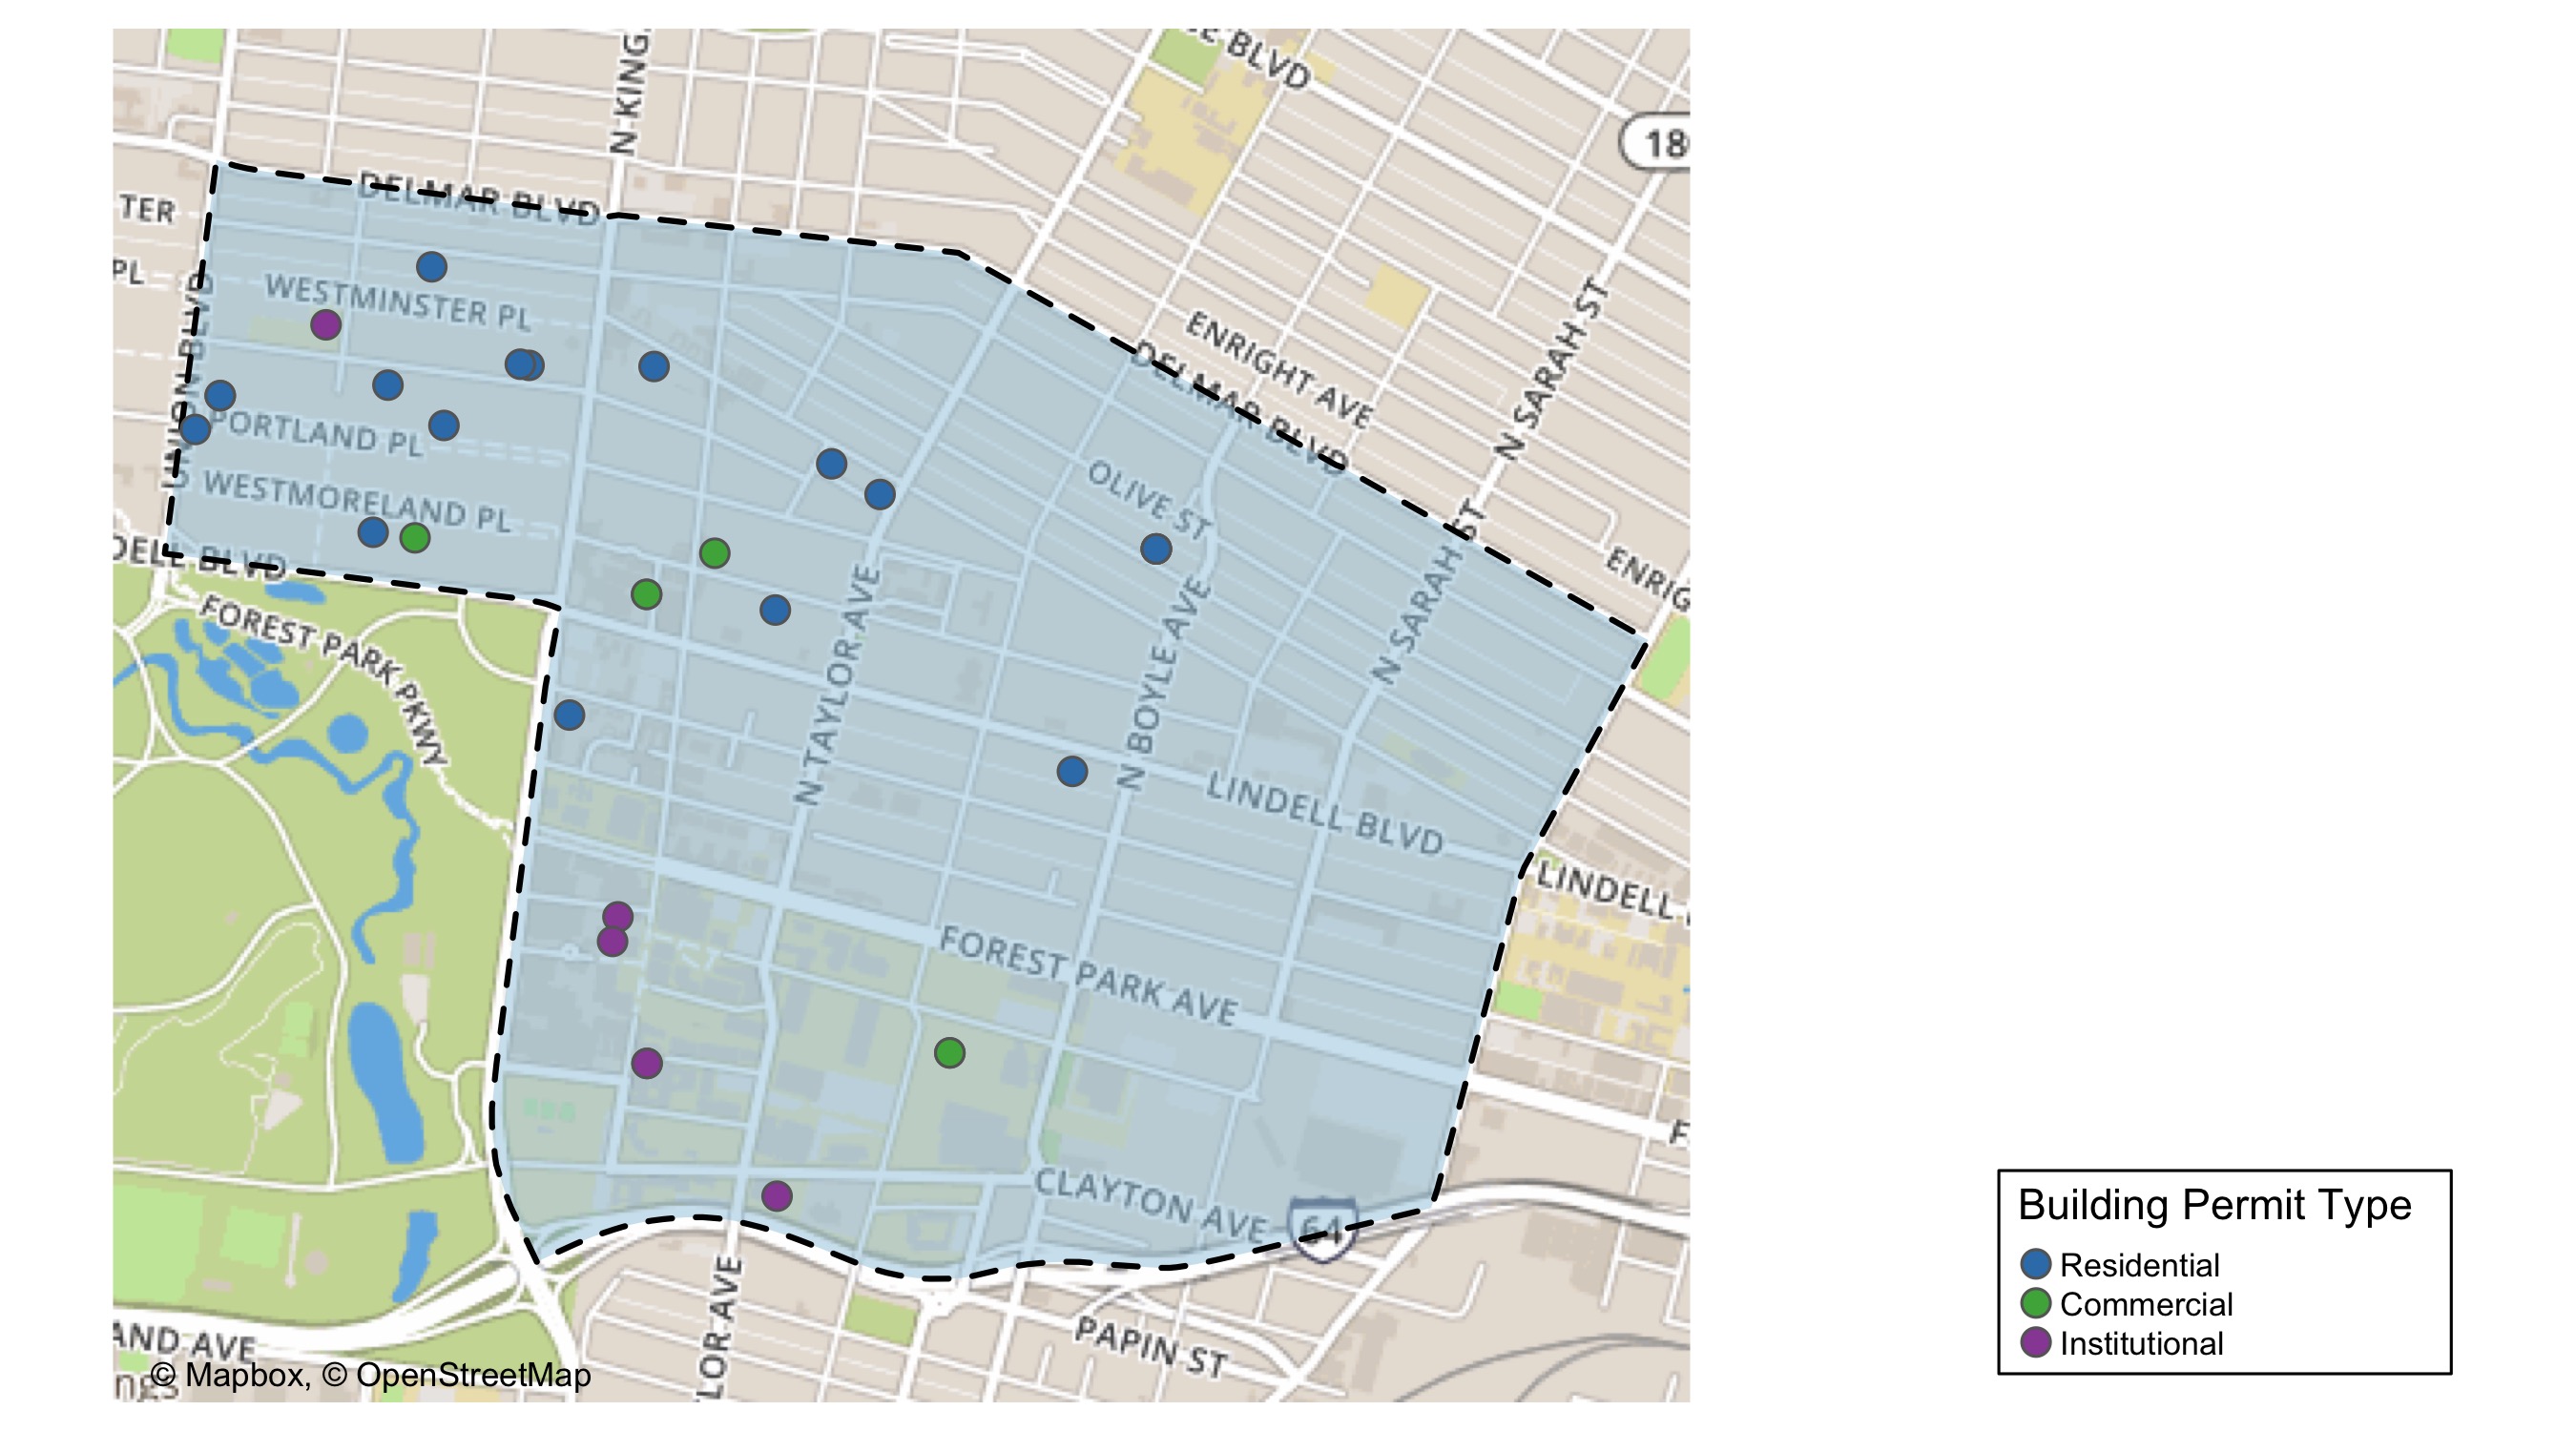 LE BLVD
N KING
18
DELMAR BLVD
TER
PL
WESTMINSTER PL
UNION BLVD
N SARAH ST
ENRIGHT AVE
DELMAR BLVD
PORTLAND PL
OLIVE ST
WESTMORELAND PL
N SARAH ST
DELL BLVD
ENRIG
FOREST PARK PKWY
N TAYLOR AVE
N BOYLE AVE
LINDELL BLVD
LINDELL
FOREST PARK AVE
F
CLAYTON AVE
64
LOR AVE
PAPIN ST
AND AVE
© Mapbox, © OpenStreetMap
Building Permit Type
Residential
Commercial
Institutional